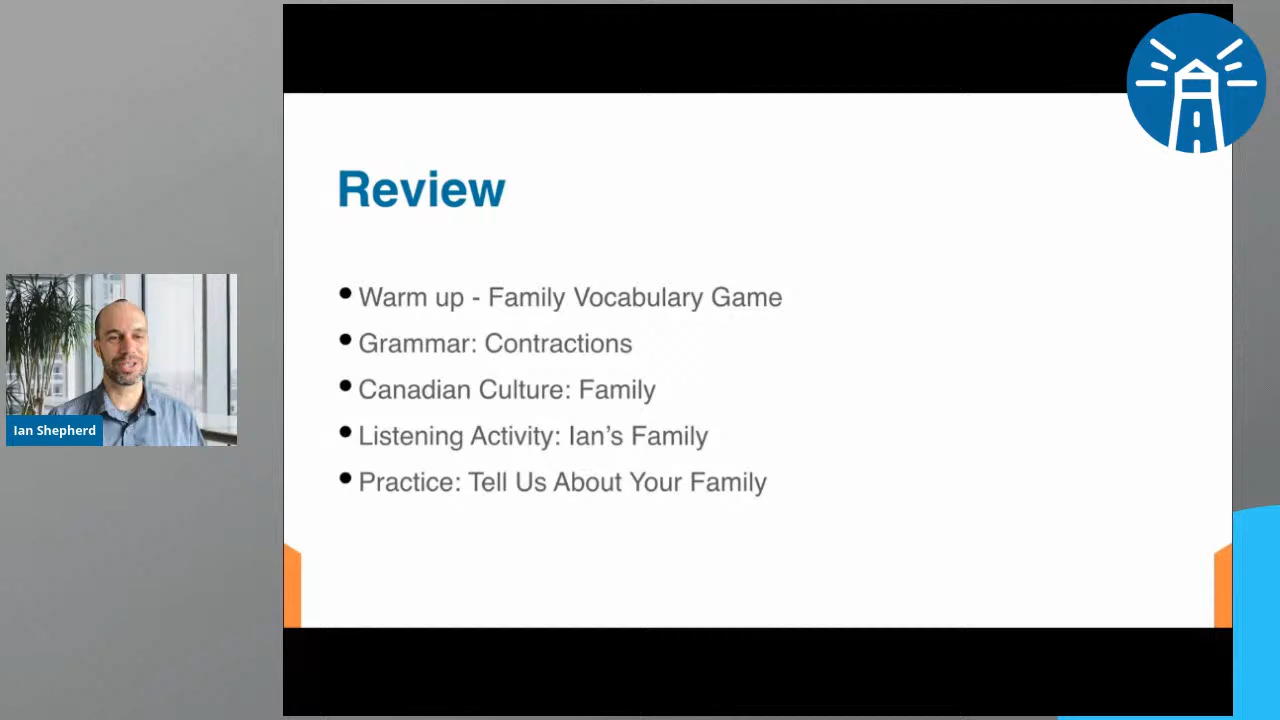 Review
• Warm up - Family Vocabulary Game
• Grammar: Contractions
• Canadian Culture: Family
• Listening Activity: Ian’s Family
• Practice: Tell Us About Your Family
Ian Shepherd